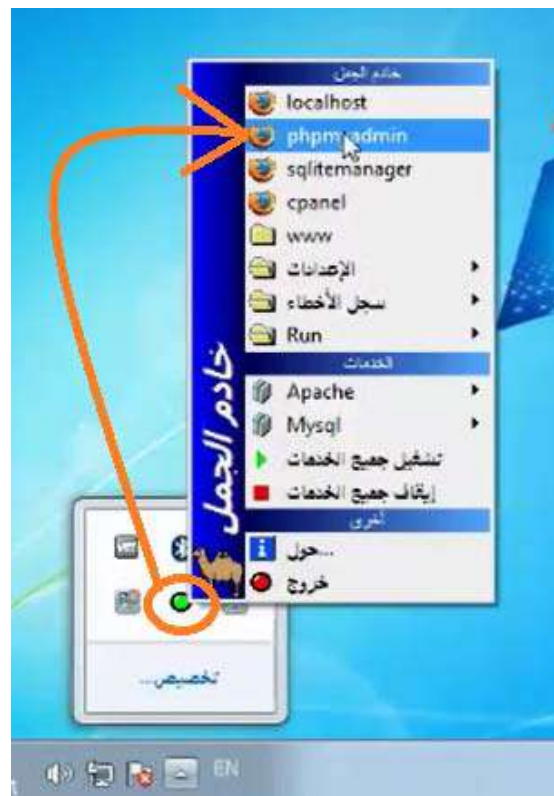 خادم الجمل
localhost
phpmyadmin
sqlitemanager
cpanel
www
الإعدادات
سجل الأخطاء
Run
الخدمات
Apache
Mysql
تشغيل جميع الخدمات
إيقاف جميع الخدمات
أخرى
حول...
خروج
خادم الجمل
تخصيص...
EN